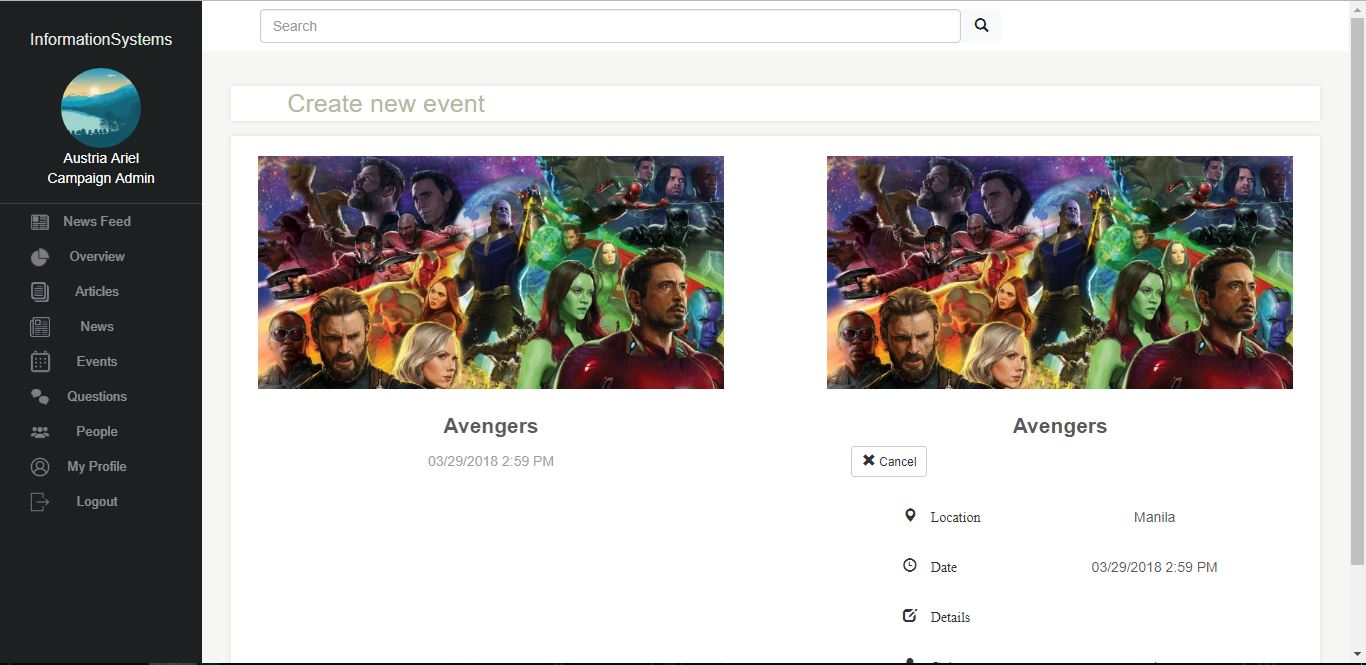 InformationSystems
Austria Ariel
Campaign Admin
News Feed
Overview
Articles
News
Events
Questions
People
My Profile
Logout
Search
Create new event
Avengers
03/29/2018 2:59 PM
Avengers
Cancel
Location Manila
Date 03/29/2018 2:59 PM
Details